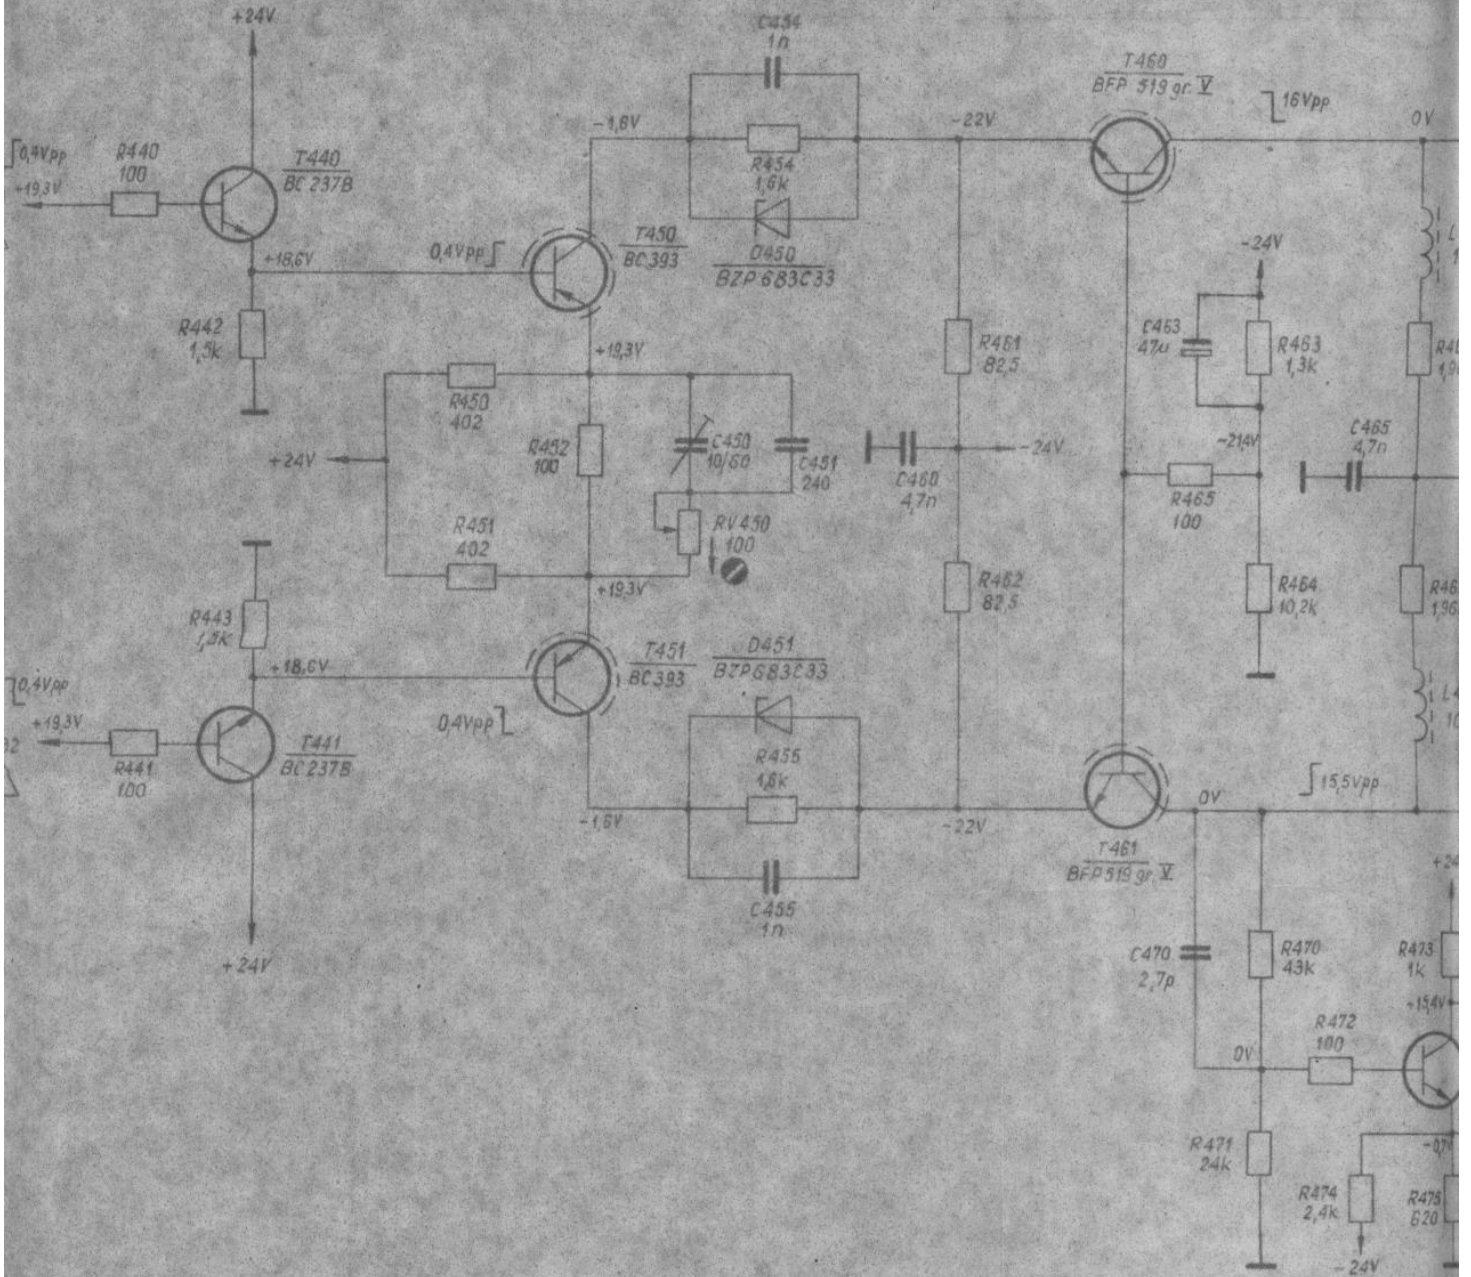 +24V
C454
1n
T460
BFP 519 gr. V
16Vpp
0V
-1,6V
-22V
0,4Vpp
R440
100
T440
BC 237B
+19,3V
R454
1,6k
T450
BC 393
D450
BZP 683C33
0,4Vpp
+18,6V
-24V
R442
1,5k
C463
47µ
R463
1,3k
R461
82,5
+19,3V
R450
402
R452
100
C450
10/60
C451
240
+24V
-24V
C460
4,7n
-21,4V
C465
4,7n
R465
100
R451
402
RV450
100
+19,3V
R462
82,5
R464
10,2k
R443
1,5k
+18,6V
T451
BC 393
D451
BZP683C33
0,4Vpp
+19,3V
R441
100
T441
BC 237B
0,4Vpp
R455
1,6k
-1,6V
-22V
0V
15,5Vpp
T461
BFP 519 gr. V
C455
1n
+24V
C470
2,7p
R470
43k
R473
1k
+15,4V
R472
100
0V
R471
24k
R474
2,4k
R475
620
-24V